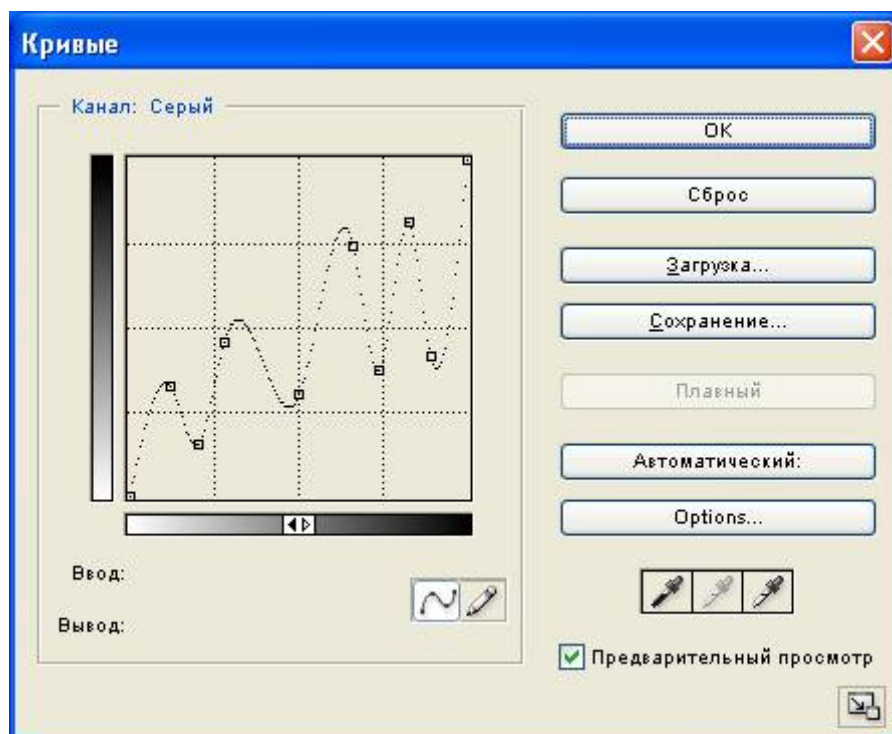 Кривые
Канал: Серый
OK
Сброс
Загрузка...
Сохранение...
Плавный
Автоматический:
Options...
Ввод:
Вывод:
Предварительный просмотр